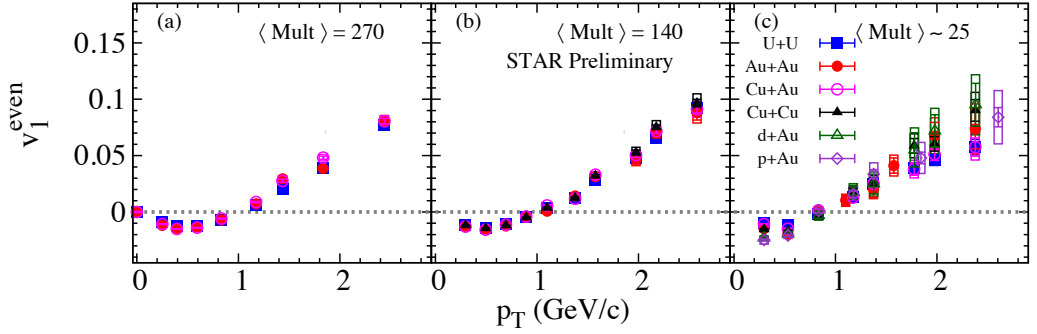 (a)
⟨ Mult ⟩ = 270
(b)
⟨ Mult ⟩ = 140
STAR Preliminary
(c)
⟨ Mult ⟩ ~ 25
U+U
Au+Au
Cu+Au
Cu+Cu
d+Au
p+Au
v₁ᵉᵛᵉⁿ
0.15
0.1
0.05
0
0 1 2 0 1 2 0 1 2
p_T (GeV/c)